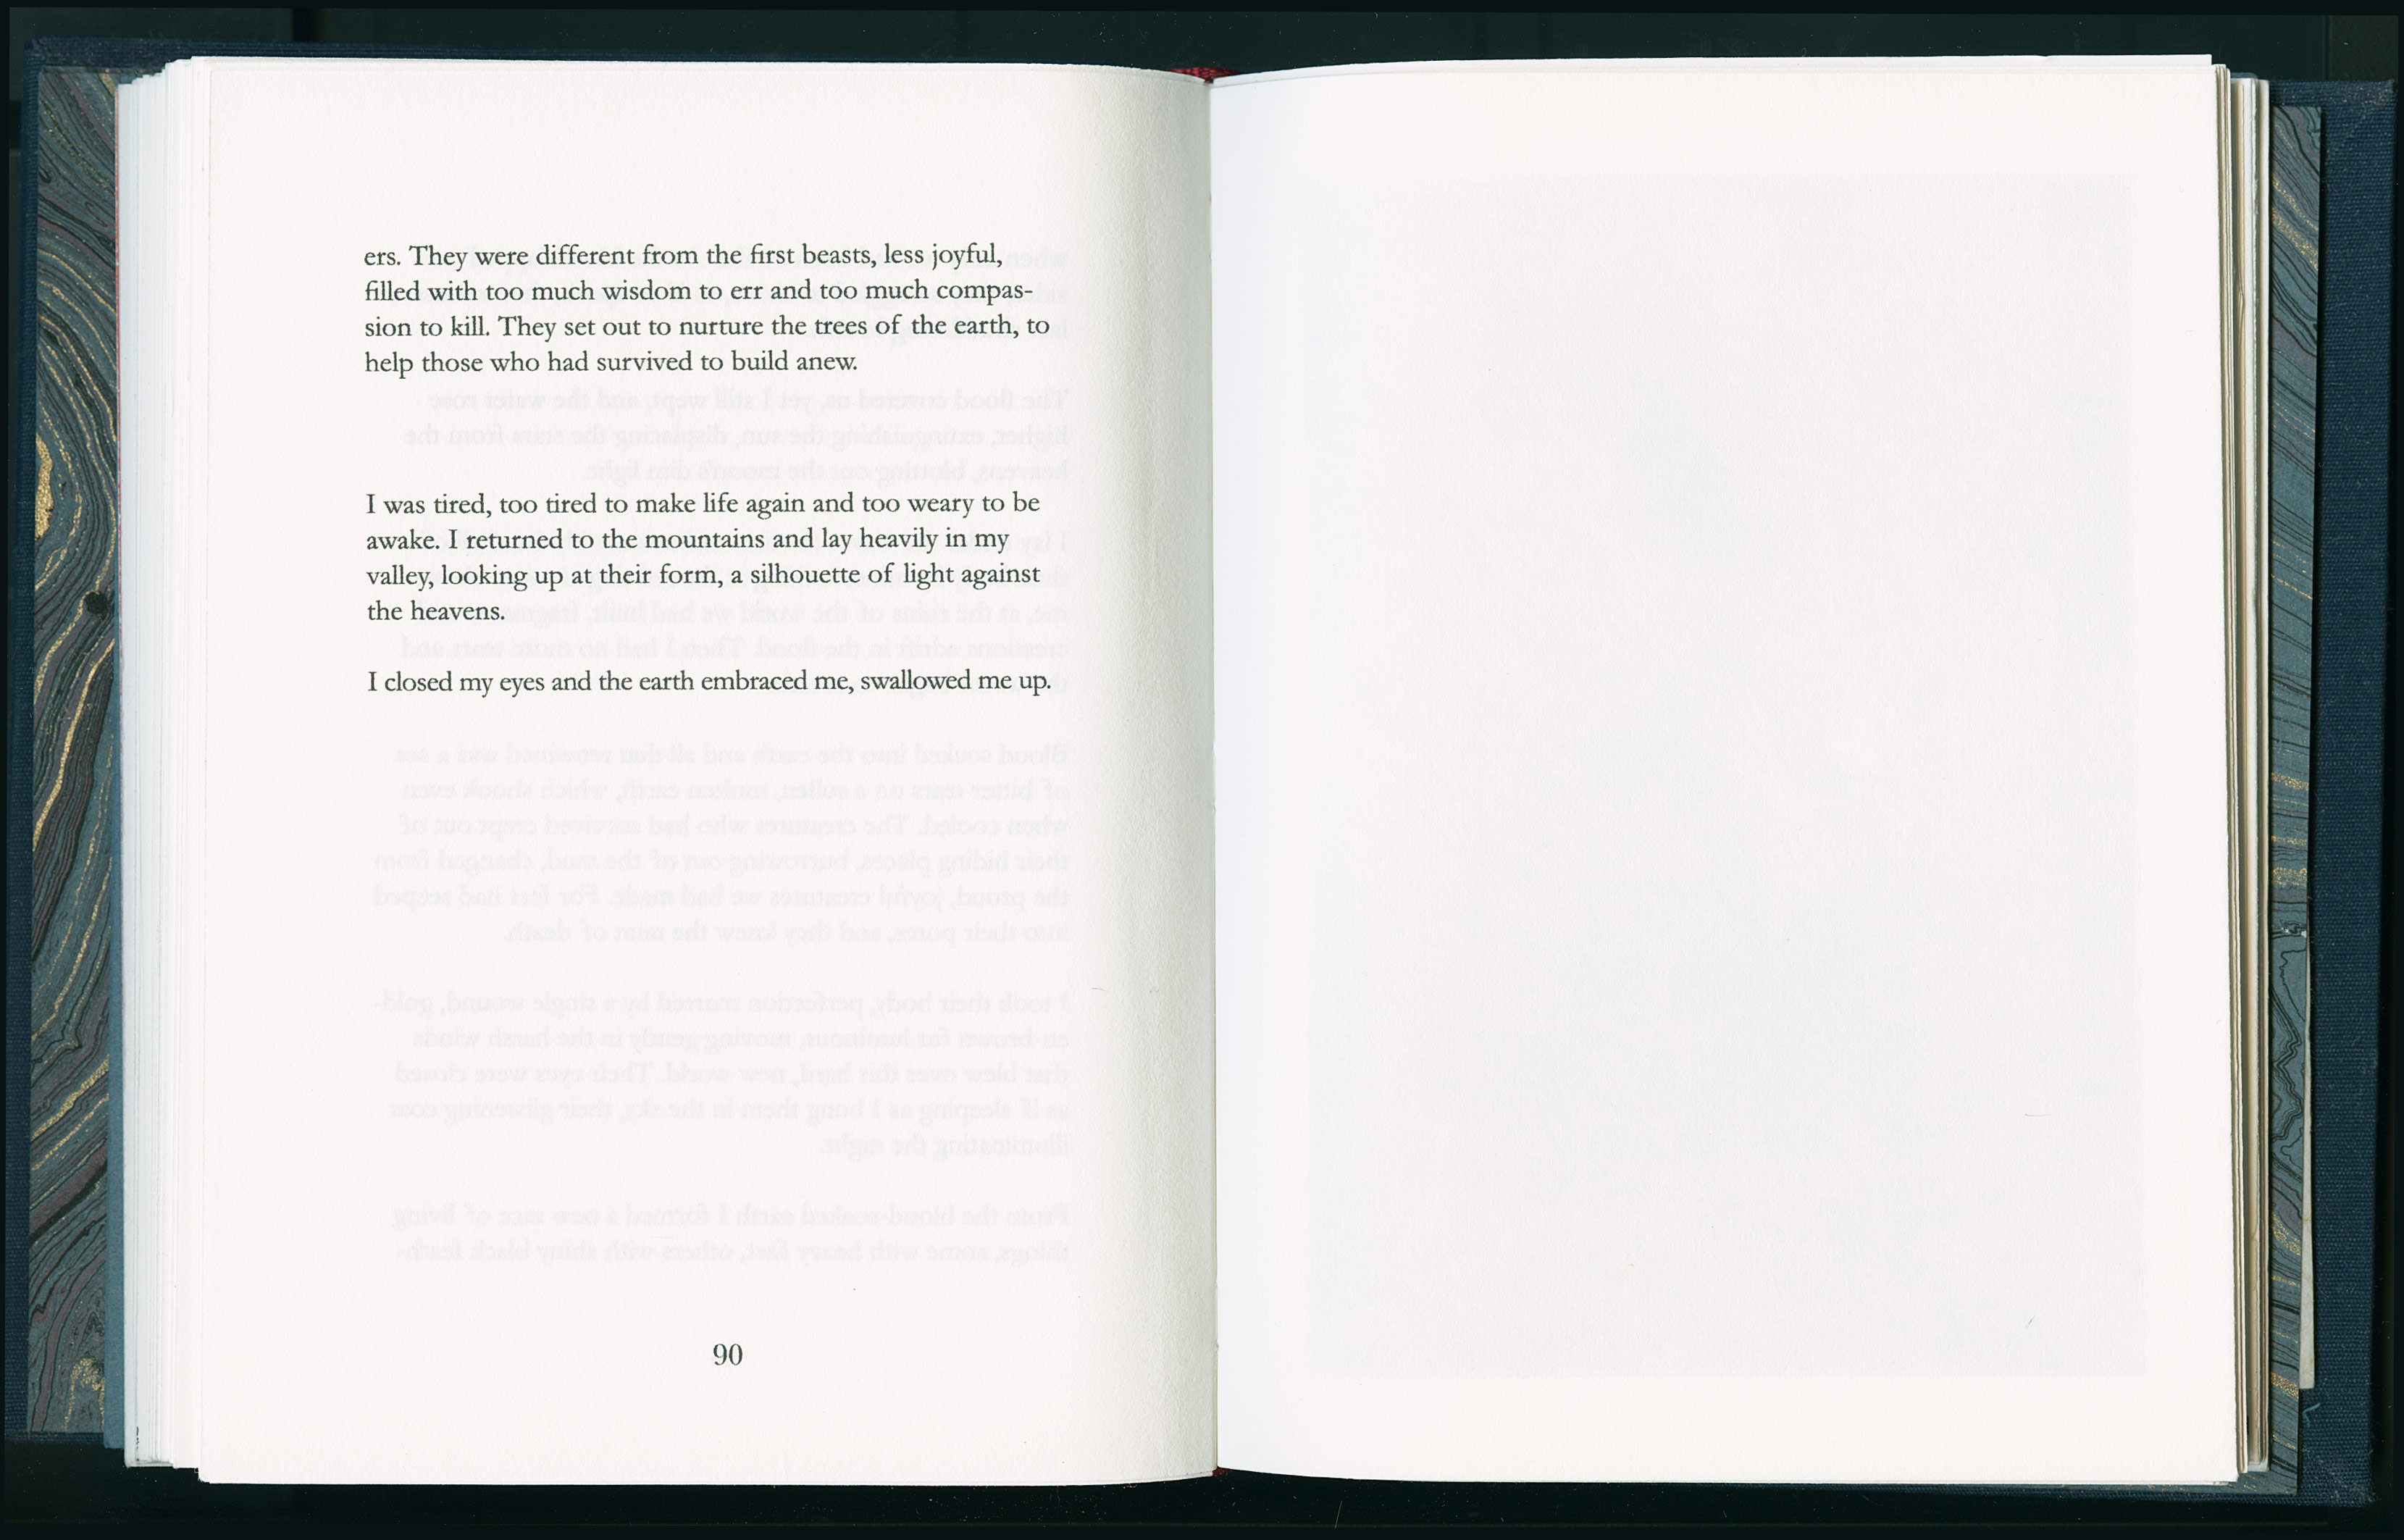 ers. They were different from the first beasts, less joyful,
filled with too much wisdom to err and too much compas-
sion to kill. They set out to nurture the trees of the earth, to
help those who had survived to build anew.
I was tired, too tired to make life again and too weary to be
awake. I returned to the mountains and lay heavily in my
valley, looking up at their form, a silhouette of light against
the heavens.
I closed my eyes and the earth embraced me, swallowed me up.
90